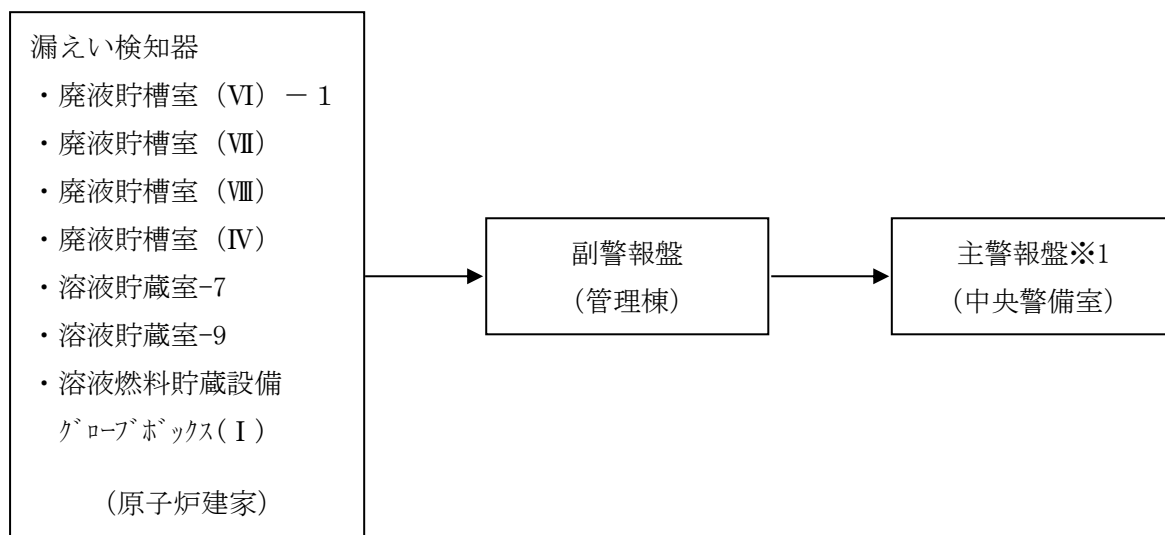 漏えい検知器
・廃液貯槽室（Ⅵ）－１
・廃液貯槽室（Ⅶ）
・廃液貯槽室（Ⅷ）
・廃液貯槽室（Ⅳ）
・溶液貯蔵室-7
・溶液貯蔵室-9
・溶液燃料貯蔵設備
ｸﾞﾛｰﾌﾞﾎﾞｯｸｽ(Ⅰ)
（原子炉建家）
副警報盤
（管理棟）
主警報盤※1
（中央警備室）